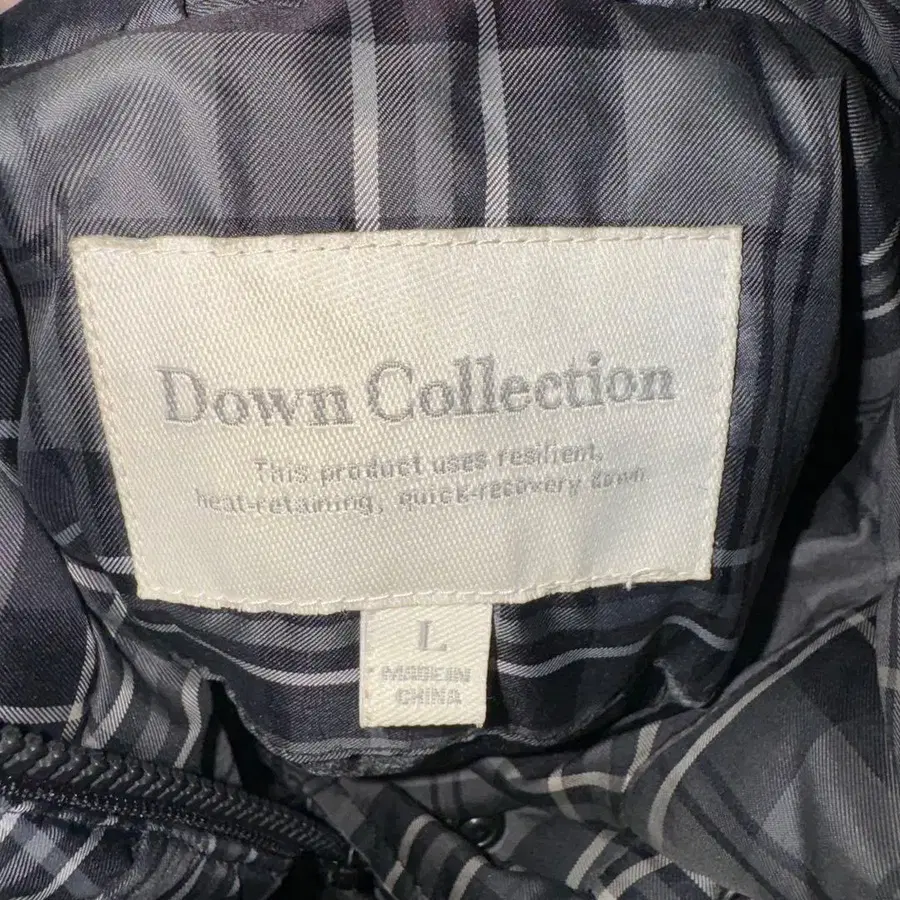 Down Collection
This product uses resilient,
heat-retaining, quick-recovery down
L
MADE IN
CHINA